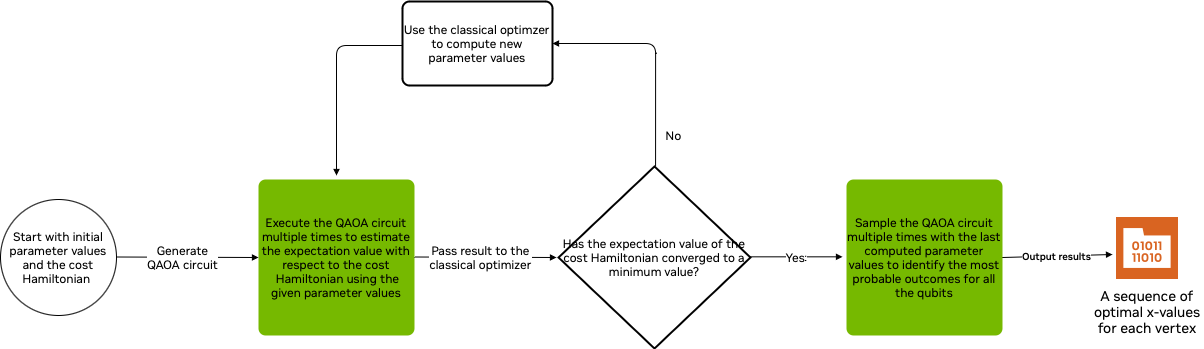 Use the classical optimzer
to compute new
parameter values
No
Start with initial
parameter values
and the cost
Hamiltonian
Generate
QAOA circuit
Execute the QAOA circuit
multiple times to estimate
the expectation value with
respect to the cost
Hamiltonian using the
given parameter values
Pass result to the
classical optimizer
Has the expectation value of the
cost Hamiltonian converged to a
minimum value?
Yes:
Sample the QAOA circuit
multiple times with the last
computed parameter
values to identify the most
probable outcomes for all
the qubits
Output results
01011
11010
A sequence of
optimal x-values
for each vertex